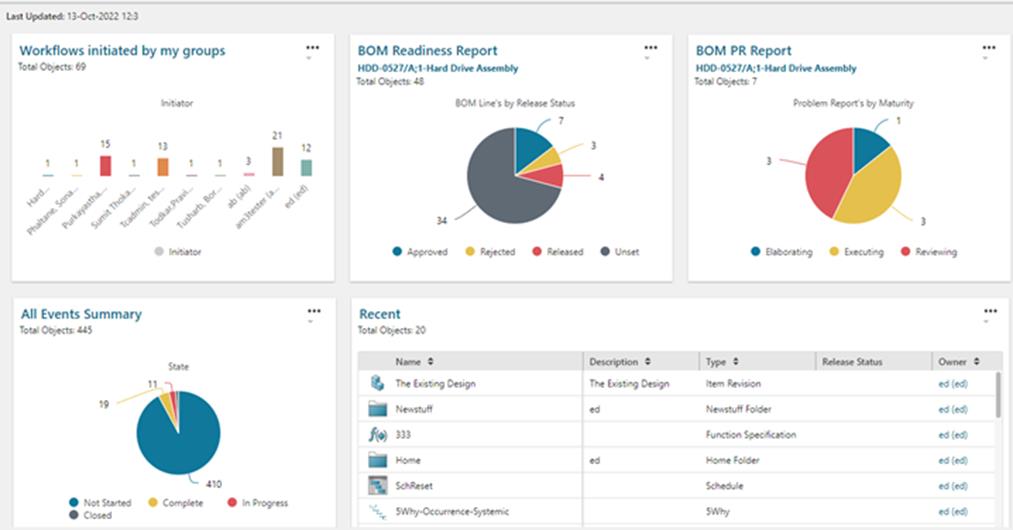 Last Updated: 13-Oct-2022 12:3
Workflows initiated by my groups
Total Objects: 69
Initiator
1 1 15 1 13 1 1 3 21 12
Hard...
Phaltane, Sona...
Purkayastha...
Sumit Thoka...
Tcadmin, tes...
Todkar,Pravi...
Tusharb, Bor...
ab (ab)
am3tester (a...
ed (ed)
Initiator
BOM Readiness Report
HDD-0527/A;1-Hard Drive Assembly
Total Objects: 48
BOM Line's by Release Status
7
3
4
34
Approved Rejected Released Unset
BOM PR Report
HDD-0527/A;1-Hard Drive Assembly
Total Objects: 7
Problem Report's by Maturity
1
3
3
Elaborating Executing Reviewing
All Events Summary
Total Objects: 445
State
11
19
410
Not Started Complete In Progress
Closed
Recent
Total Objects: 20
Name Description Type Release Status Owner
The Existing Design The Existing Design Item Revision ed (ed)
Newstuff ed Newstuff Folder ed (ed)
f(x) 333 Function Specification ed (ed)
Home ed Home Folder ed (ed)
SchReset Schedule ed (ed)
5Why-Occurrence-Systemic 5Why ed (ed)